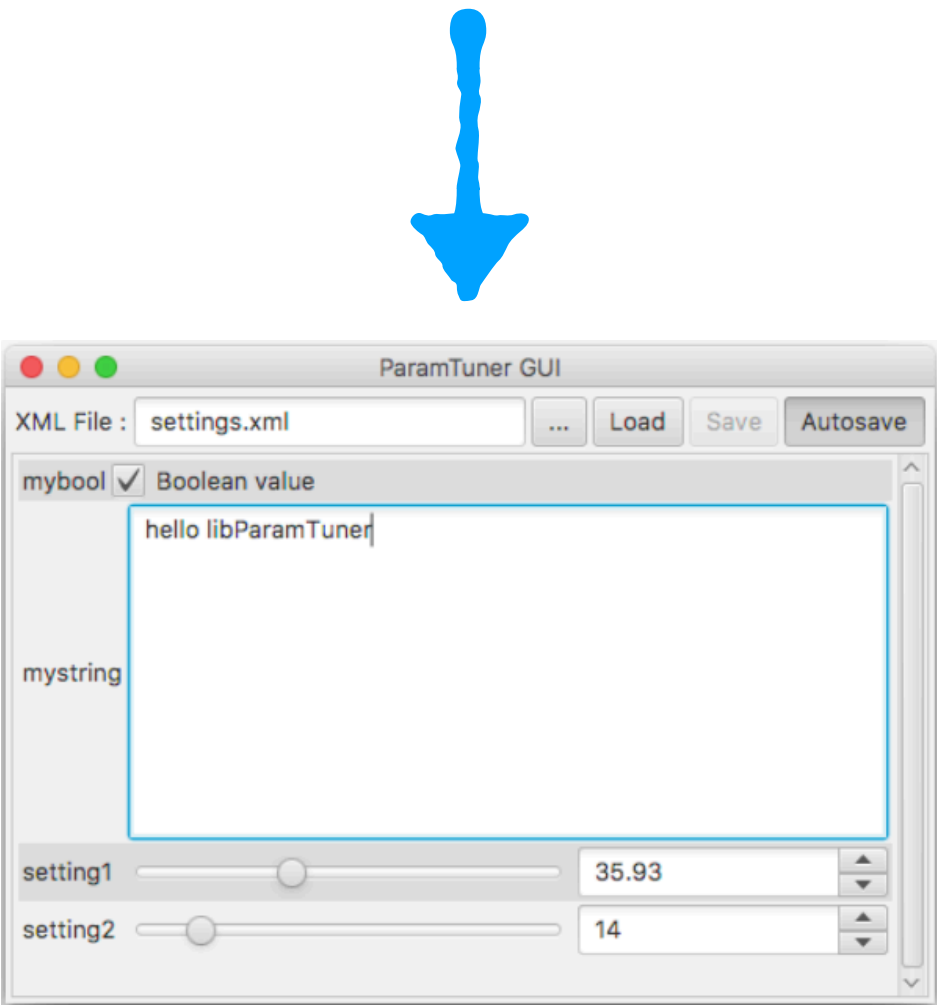 ParamTuner GUI
XML File : settings.xml ... Load Save Autosave
mybool Boolean value
hello libParamTuner
mystring
setting1 35.93
setting2 14